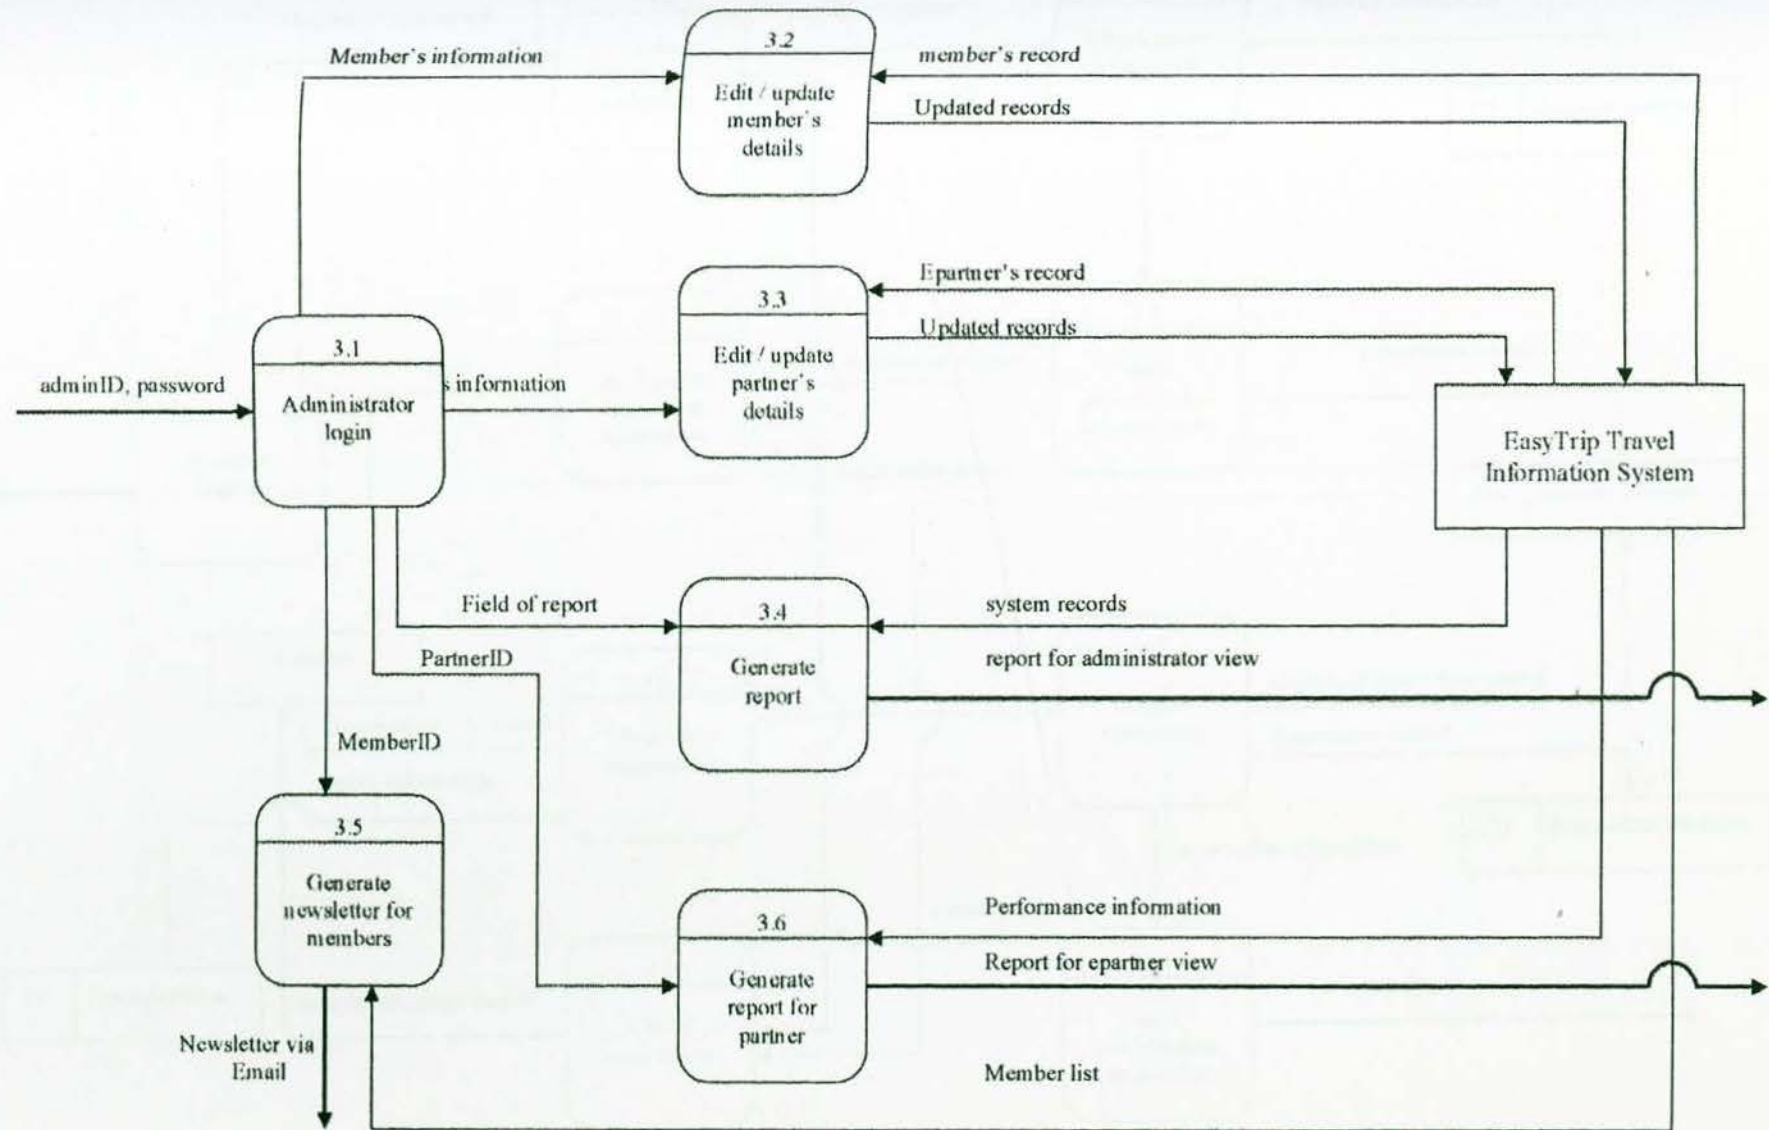 3.2
Member's information
member's record
Edit / update
member's
details
Updated records
3.3
Epartner's record
Updated records
Edit / update
partner's
details
3.1
adminID, password
s information
Administrator
login
EasyTrip Travel
Information System
3.4
Field of report
system records
Generate
report
PartnerID
report for administrator view
MemberID
3.5
Generate
newsletter for
members
3.6
Performance information
Generate
report for
partner
Report for epartner view
Newsletter via
Email
Member list